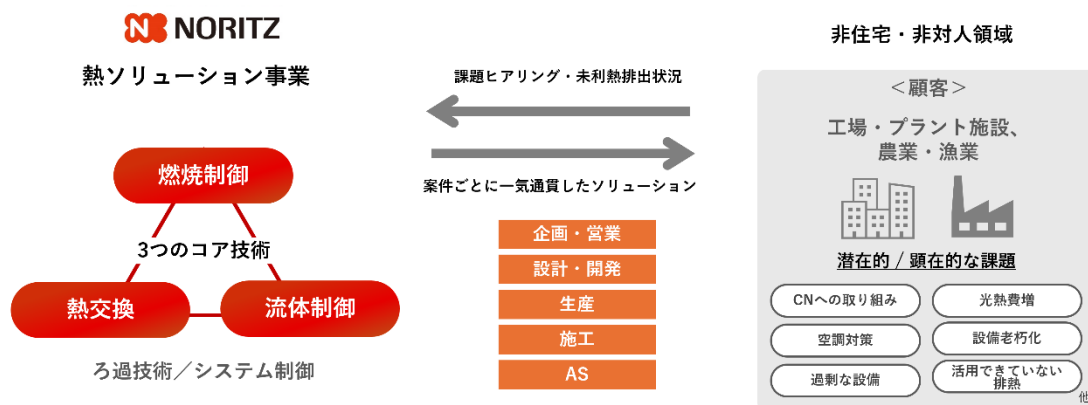 NORITZ
熱ソリューション事業
燃焼制御
3つのコア技術
熱交換
流体制御
ろ過技術／システム制御
課題ヒアリング・未利熱排出状況
案件ごとに一気通貫したソリューション
企画・営業
設計・開発
生産
施工
AS
非住宅・非対人領域
＜顧客＞
工場・プラント施設、
農業・漁業
潜在的 / 顕在的な課題
CNへの取り組み
光熱費増
空調対策
設備老朽化
過剰な設備
活用できていない
排熱
他